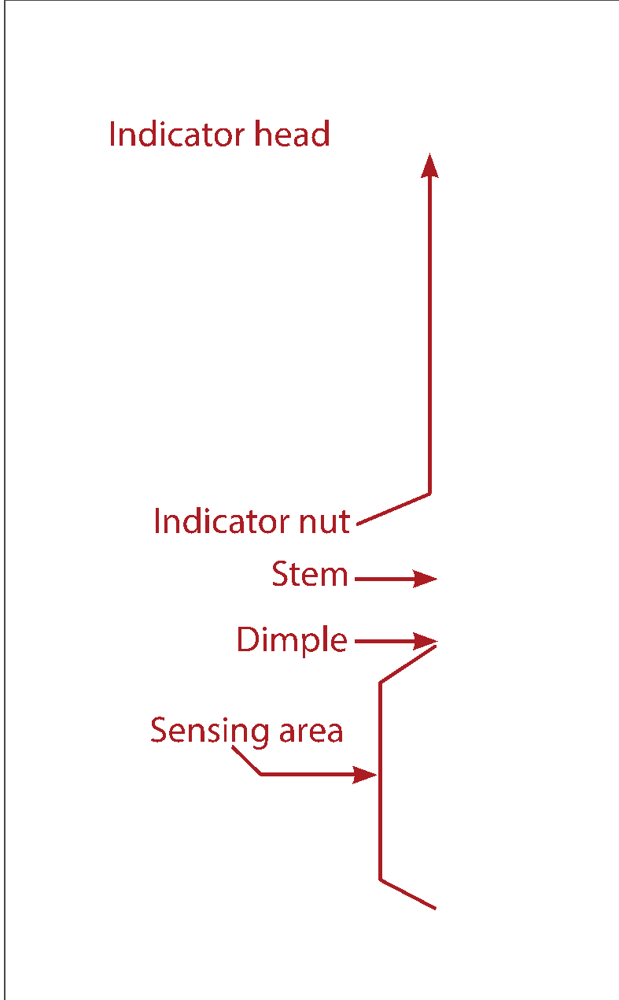 Indicator head
Indicator nut
Stem
Dimple
Sensing area